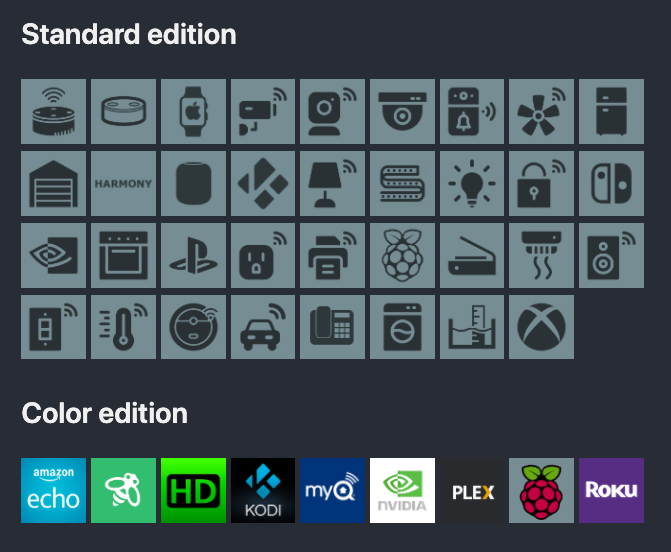 Standard edition
HARMONY
Color edition
amazon
echo
HD
KODI
myQ
NVIDIA
PLEX
ROKU